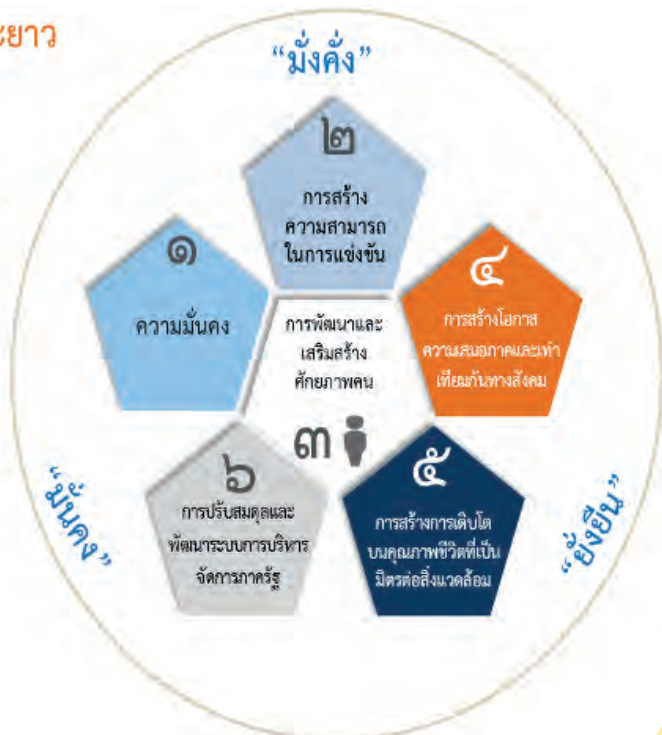 ะยาว
“มั่งคั่ง”
๒
การสร้าง
ความสามารถ
ในการแข่งขัน
๑
ความมั่นคง
๔
การสร้างโอกาส
ความเสมอภาคและเท่า
เทียมกันทางสังคม
การพัฒนาและ
เสริมสร้าง
ศักยภาพคน
๓
๖
การปรับสมดุลและ
พัฒนาระบบการบริหาร
จัดการภาครัฐ
๕
การสร้างการเติบโต
บนคุณภาพชีวิตที่เป็น
มิตรต่อสิ่งแวดล้อม
“มั่นคง”
“ยั่งยืน”